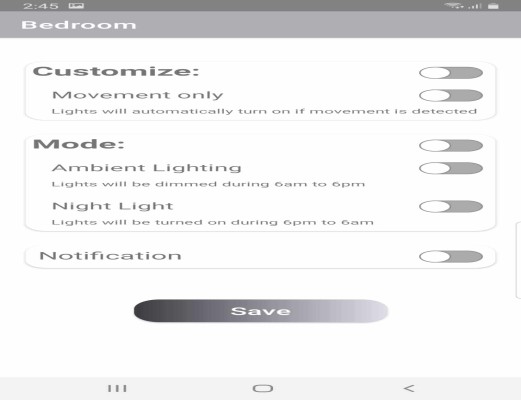 2:45
Bedroom
Customize:
Movement only
Lights will automatically turn on if movement is detected
Mode:
Ambient Lighting
Lights will be dimmed during 6am to 6pm
Night Light
Lights will be turned on during 6pm to 6am
Notification
Save